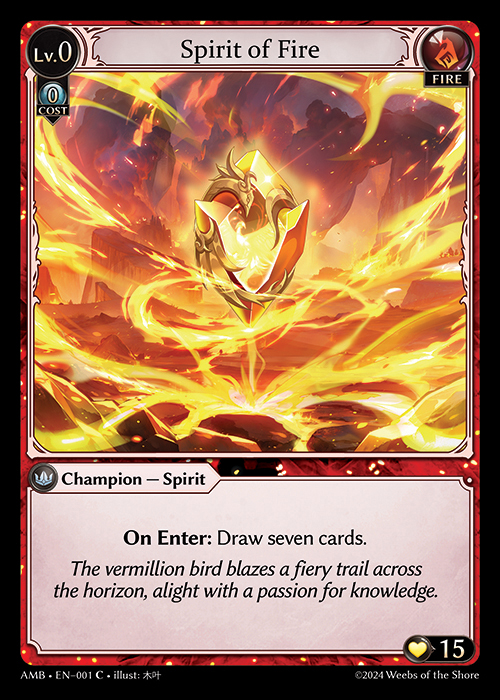 Lv.0
Spirit of Fire
FIRE
0
COST
Champion — Spirit
On Enter: Draw seven cards.
The vermillion bird blazes a fiery trail across
the horizon, alight with a passion for knowledge.
15
AMB • EN–001 C • illust: 木叶
©2024 Weebs of the Shore